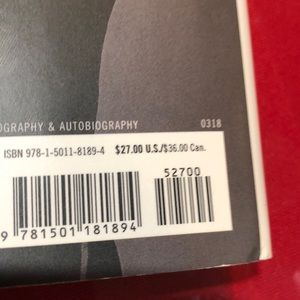 OGRAPHY & AUTOBIOGRAPHY 0318
ISBN 978-1-5011-8189-4 $27.00 U.S./$36.00 Can.
52700
9 781501 181894